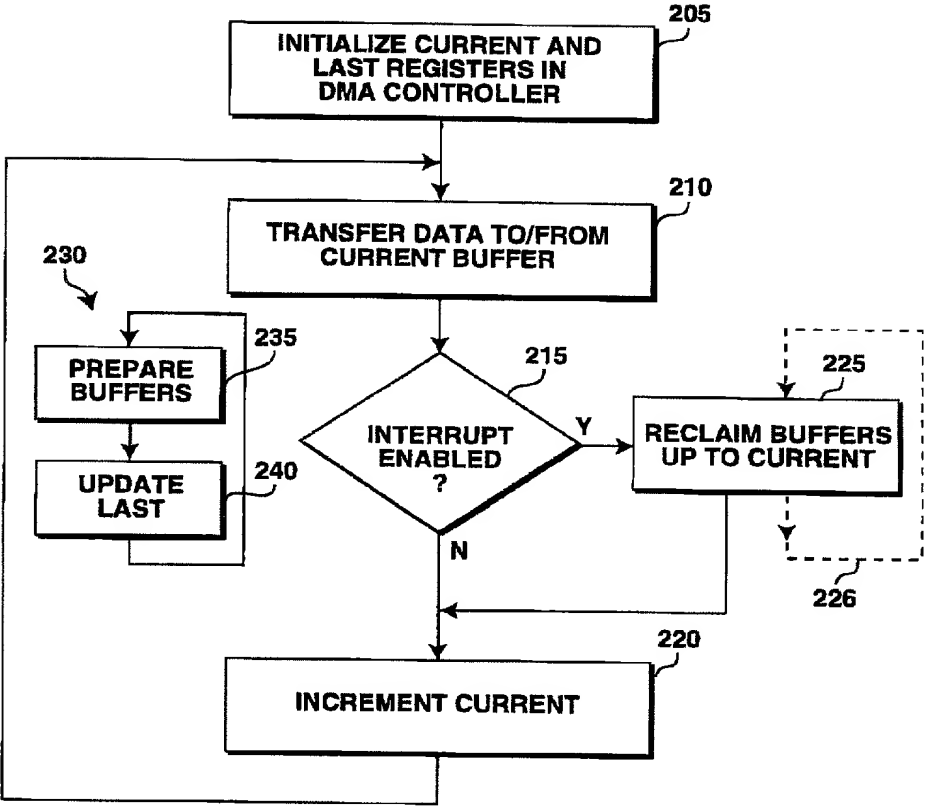 205
INITIALIZE CURRENT AND
LAST REGISTERS IN
DMA CONTROLLER
210
TRANSFER DATA TO/FROM
CURRENT BUFFER
230
235
PREPARE
BUFFERS
240
UPDATE
LAST
215
INTERRUPT
ENABLED
?
Y
N
225
RECLAIM BUFFERS
UP TO CURRENT
226
220
INCREMENT CURRENT